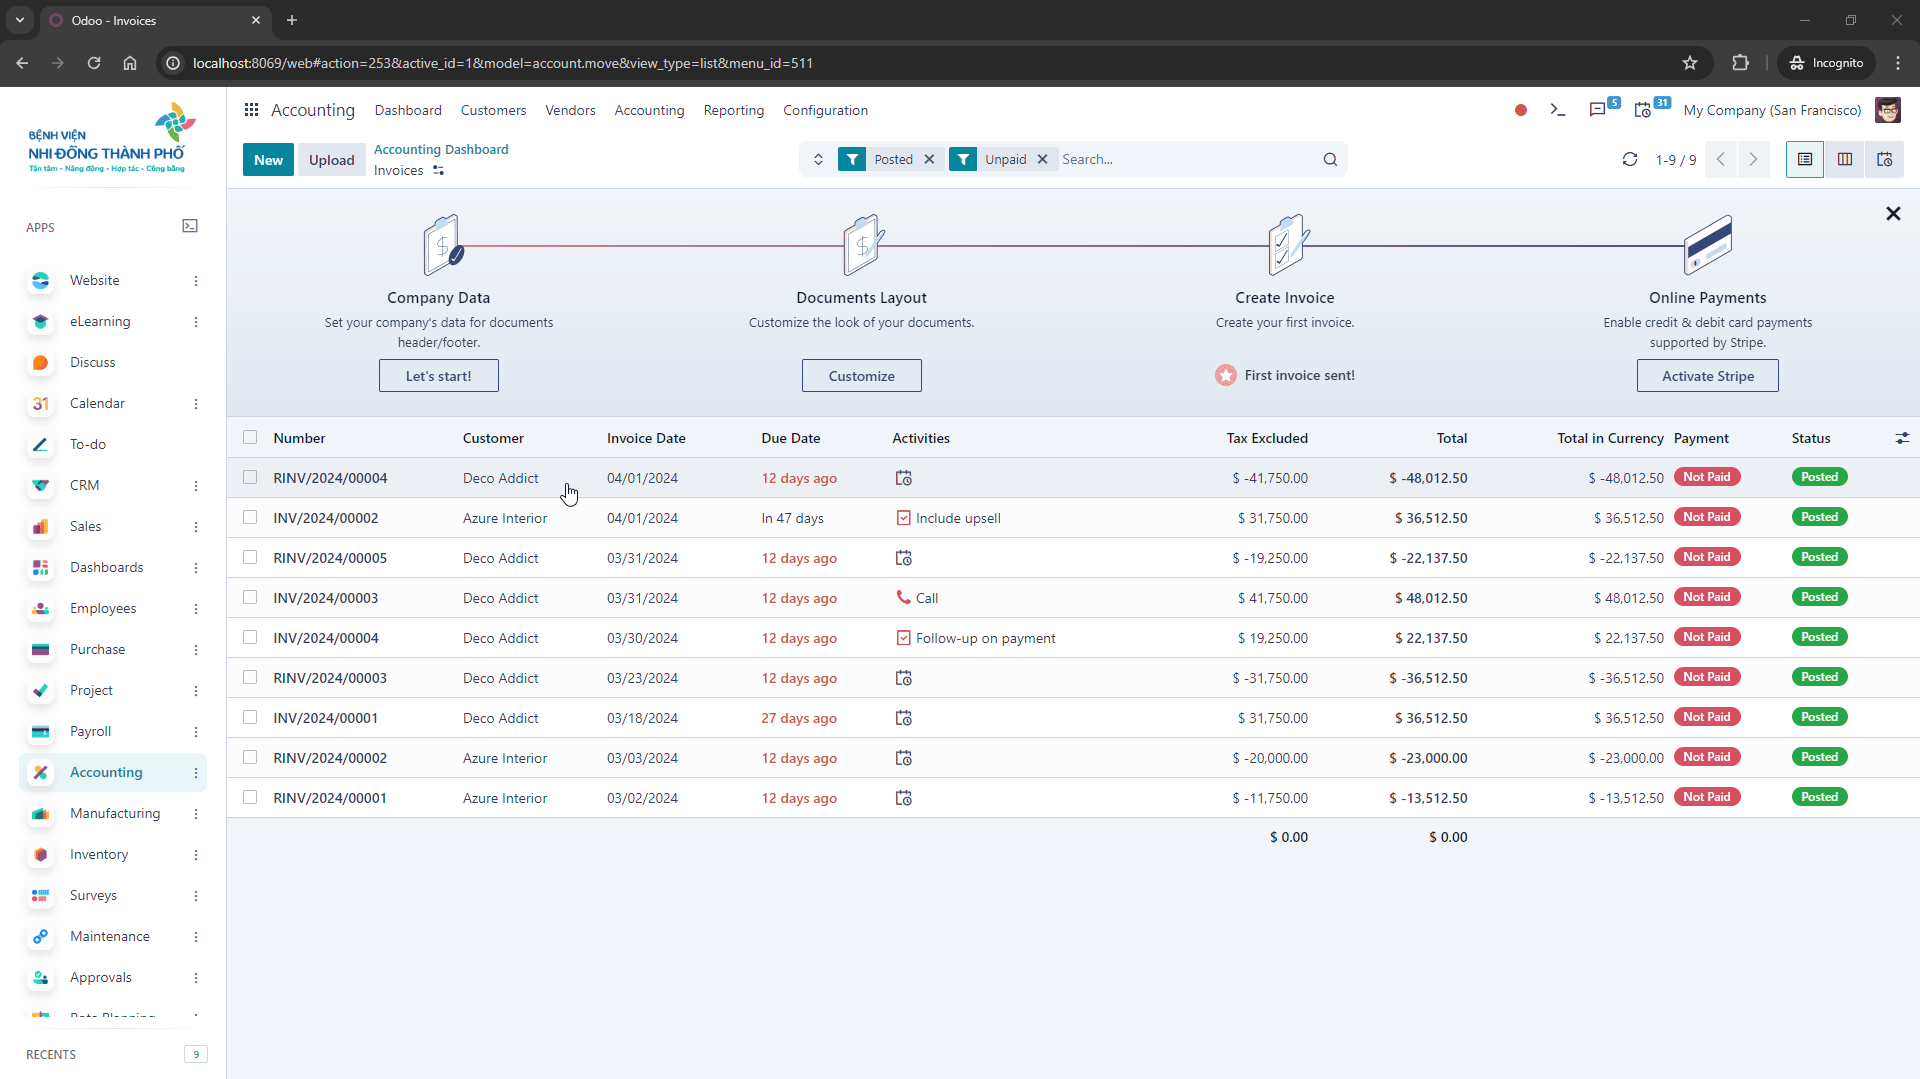 Odoo - Invoices
localhost:8069/web#action=253&active_id=1&model=account.move&view_type=list&menu_id=511
Incognito
BỆNH VIỆN
NHI ĐỒNG THÀNH PHỐ
Tận tâm - Năng động - Hợp tác - Công bằng
Accounting Dashboard Customers Vendors Accounting Reporting Configuration
5 31 My Company (San Francisco)
New Upload Accounting Dashboard
Invoices
Posted Unpaid Search... 1-9 / 9
APPS
Website
eLearning
Discuss
31 Calendar
To-do
CRM
Sales
Dashboards
Employees
Purchase
Project
Payroll
Accounting
Manufacturing
Inventory
Surveys
Maintenance
Approvals
RECENTS 9
Company Data
Set your company's data for documents
header/footer.
Let's start!
Documents Layout
Customize the look of your documents.
Customize
Create Invoice
Create your first invoice.
First invoice sent!
Online Payments
Enable credit & debit card payments
supported by Stripe.
Activate Stripe
Number Customer Invoice Date Due Date Activities Tax Excluded Total Total in Currency Payment Status
RINV/2024/00004 Deco Addict 04/01/2024 12 days ago $ -41,750.00 $ -48,012.50 $ -48,012.50 Not Paid Posted
INV/2024/00002 Azure Interior 04/01/2024 In 47 days Include upsell $ 31,750.00 $ 36,512.50 $ 36,512.50 Not Paid Posted
RINV/2024/00005 Deco Addict 03/31/2024 12 days ago $ -19,250.00 $ -22,137.50 $ -22,137.50 Not Paid Posted
INV/2024/00003 Deco Addict 03/31/2024 12 days ago Call $ 41,750.00 $ 48,012.50 $ 48,012.50 Not Paid Posted
INV/2024/00004 Deco Addict 03/30/2024 12 days ago Follow-up on payment $ 19,250.00 $ 22,137.50 $ 22,137.50 Not Paid Posted
RINV/2024/00003 Deco Addict 03/23/2024 12 days ago $ -31,750.00 $ -36,512.50 $ -36,512.50 Not Paid Posted
INV/2024/00001 Deco Addict 03/18/2024 27 days ago $ 31,750.00 $ 36,512.50 $ 36,512.50 Not Paid Posted
RINV/2024/00002 Azure Interior 03/03/2024 12 days ago $ -20,000.00 $ -23,000.00 $ -23,000.00 Not Paid Posted
RINV/2024/00001 Azure Interior 03/02/2024 12 days ago $ -11,750.00 $ -13,512.50 $ -13,512.50 Not Paid Posted
$ 0.00 $ 0.00